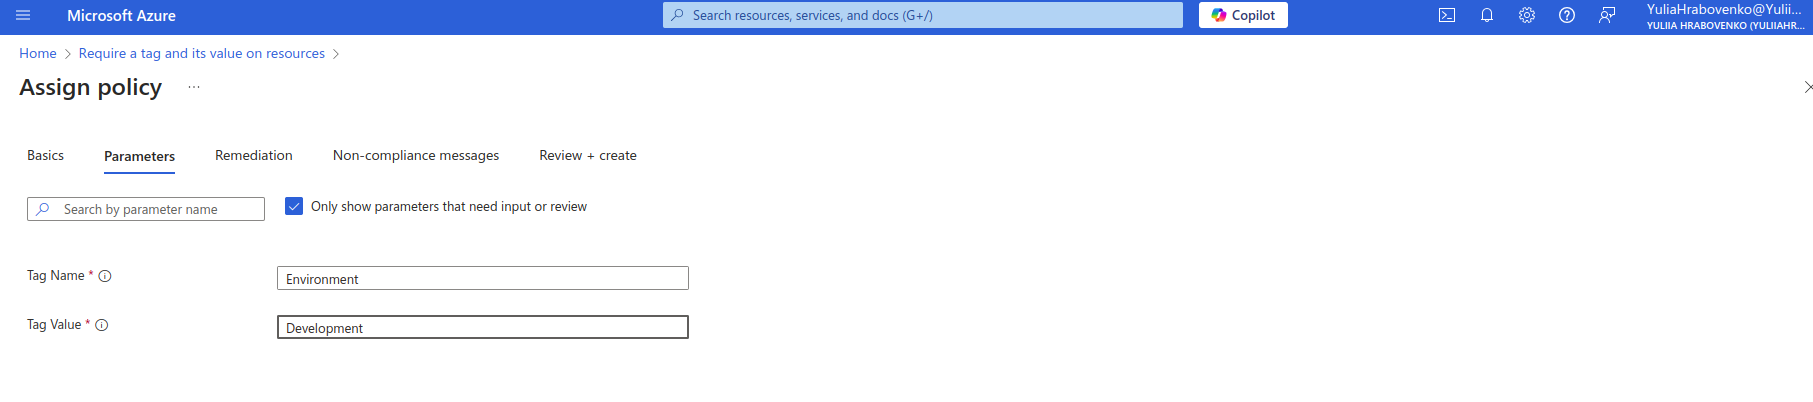 Microsoft Azure
Search resources, services, and docs (G+/)
Copilot
YuliaHrabovenko@Yulii...
YULIIA HRABOVENKO (YULIIAHR...
Home > Require a tag and its value on resources >
Assign policy ...
Basics Parameters Remediation Non-compliance messages Review + create
Search by parameter name Only show parameters that need input or review
Tag Name * Environment
Tag Value * Development